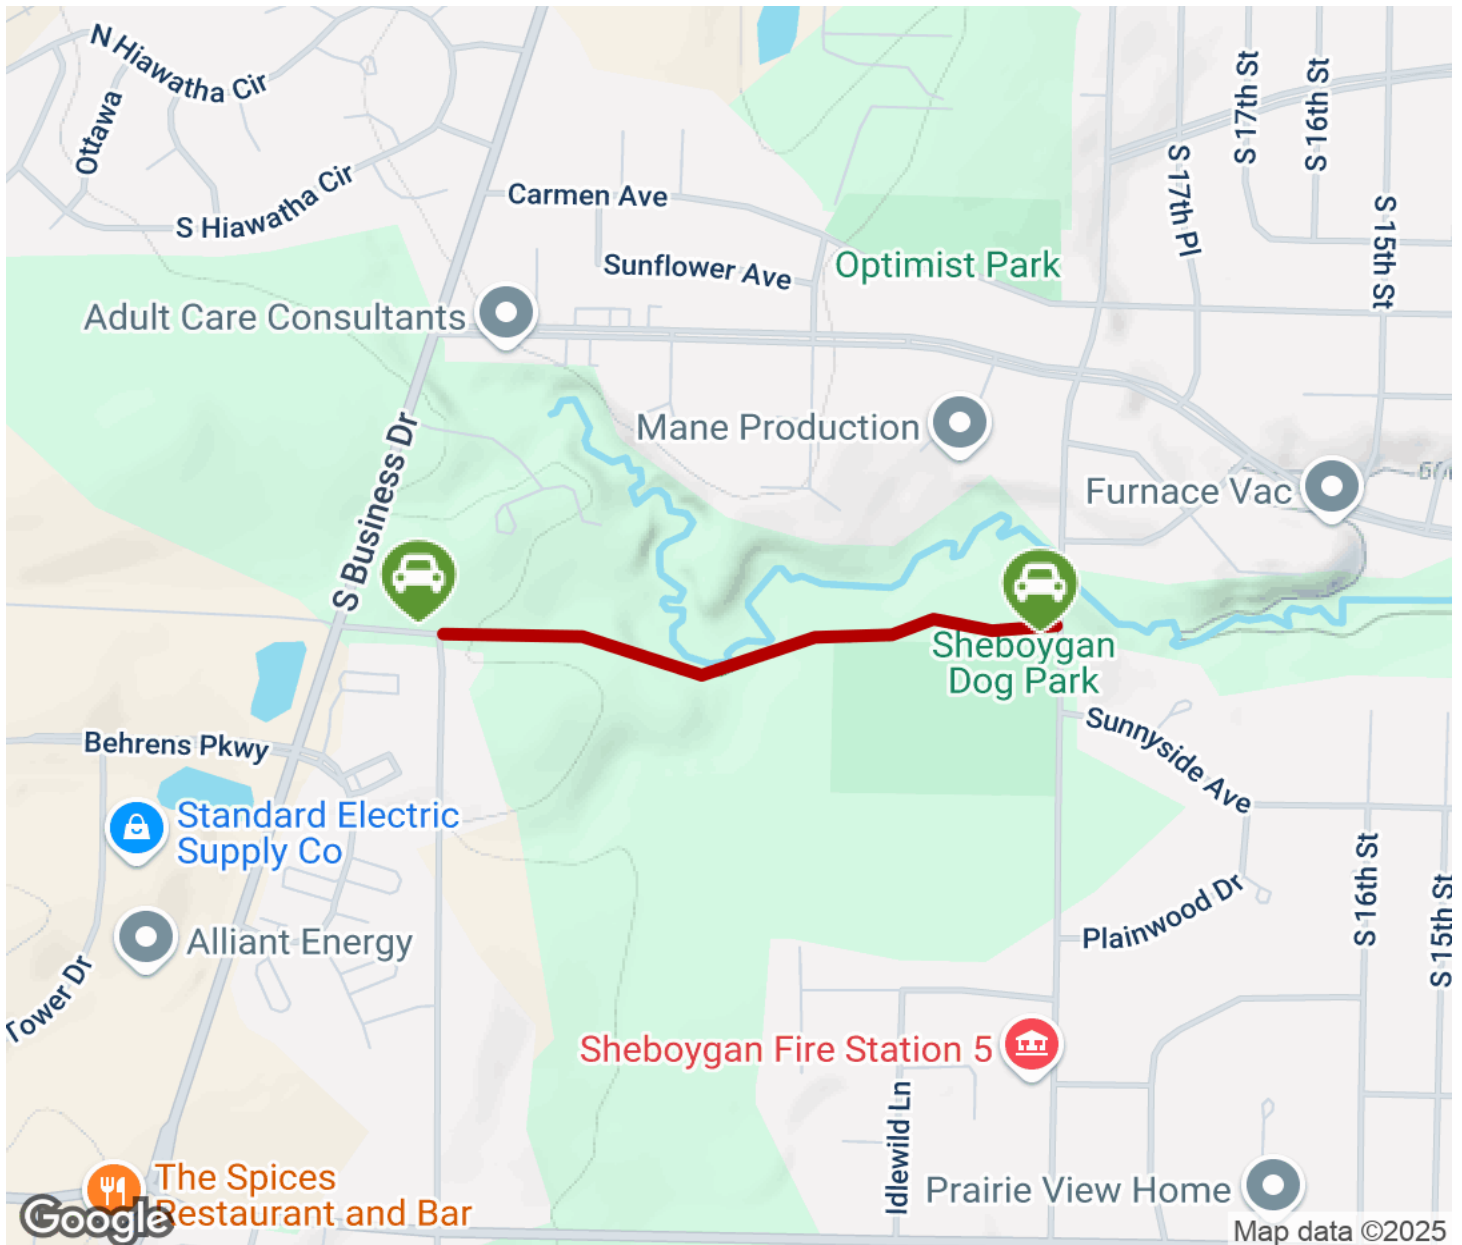 N Hiawatha Cir
Ottawa
S Hiawatha Cir
Carmen Ave
Sunflower Ave
Optimist Park
S 17th St
S 16th St
S 17th Pl
S 15th St
Adult Care Consultants
Mane Production
Furnace Vac
S Business Dr
Sheboygan
Dog Park
Sunnyside Ave
Behrens Pkwy
Standard Electric
Supply Co
Alliant Energy
Tower Dr
Plainwood Dr
S 16th St
S 15th St
Sheboygan Fire Station 5
Idlewild Ln
Prairie View Home
The Spices
Restaurant and Bar
Google
Map data ©2025